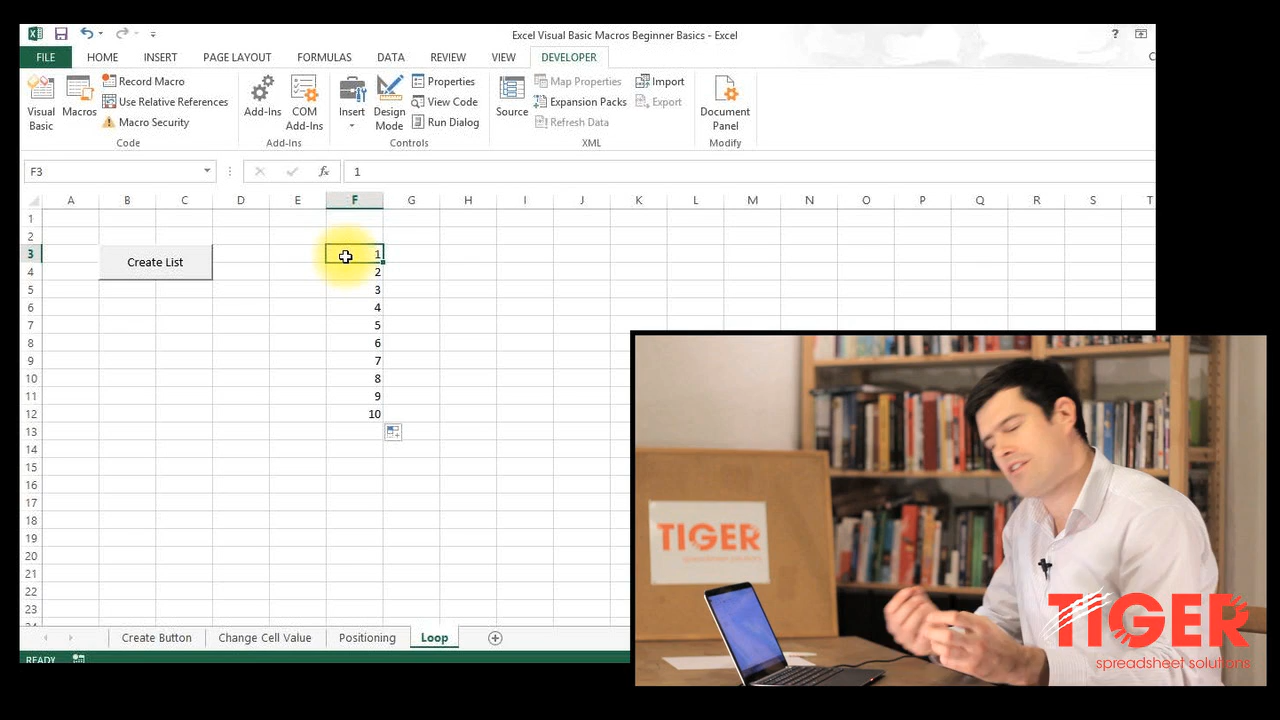 Excel Visual Basic Macros Beginner Basics - Excel
?
FILE HOME INSERT PAGE LAYOUT FORMULAS DATA REVIEW VIEW DEVELOPER
Visual Basic
Macros
Record Macro
Use Relative References
Macro Security
Code
Add-Ins
COM Add-Ins
Add-Ins
Insert
Design Mode
Properties
View Code
Run Dialog
Controls
Source
Map Properties
Expansion Packs
Refresh Data
Import
Export
XML
Document Panel
Modify
F3 fx 1
A B C D E F G H I J K L M N O P Q R S T
1
2
3 Create List 1
4 2
5 3
6 4
7 5
8 6
9 7
10 8
11 9
12 10
13
14
15
16
17
18
19
20
21
22
23
Create Button Change Cell Value Positioning Loop
READY
TIGER
spreadsheet solutions
TIGER
spreadsheet solutions